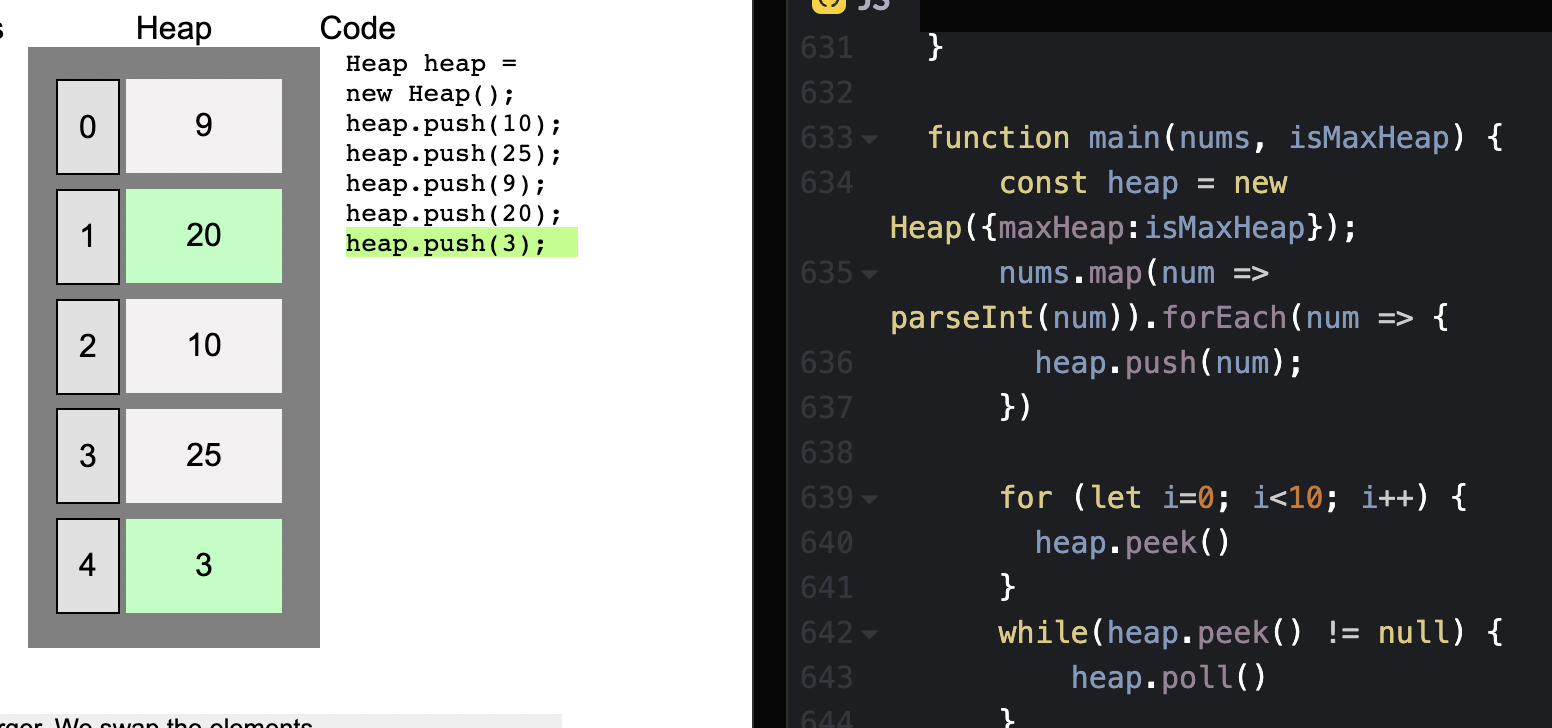 Heap
Code
0 9
1 20
2 10
3 25
4 3
Heap heap =
new Heap();
heap.push(10);
heap.push(25);
heap.push(9);
heap.push(20);
heap.push(3);
We swap the elements
JS
631 }
632
633 function main(nums, isMaxHeap) {
634 const heap = new
Heap({maxHeap:isMaxHeap});
635 nums.map(num =>
parseInt(num)).forEach(num => {
636 heap.push(num);
637 })
638
639 for (let i=0; i<10; i++) {
640 heap.peek()
641 }
642 while(heap.peek() != null) {
643 heap.poll()
644 }